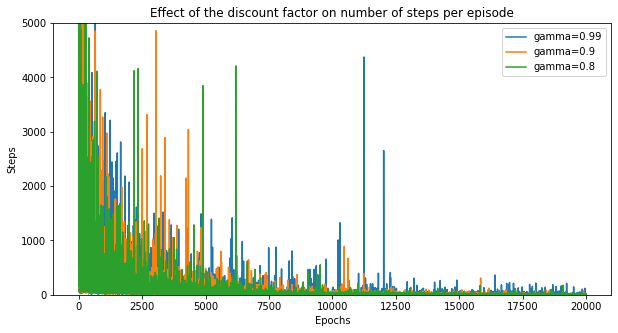 Effect of the discount factor on number of steps per episode
gamma=0.99
gamma=0.9
gamma=0.8
Steps
5000
4000
3000
2000
1000
0
0 2500 5000 7500 10000 12500 15000 17500 20000
Epochs